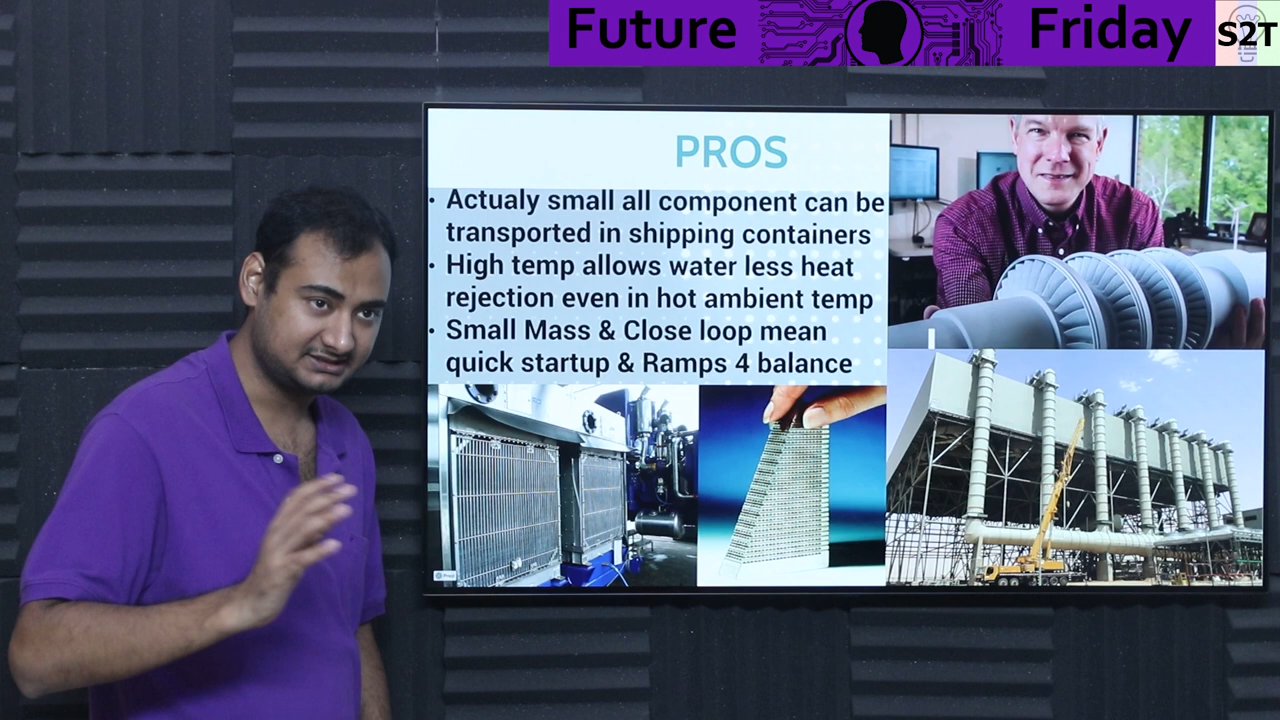 Future Friday
S2T
PROS
• Actualy small all component can be
transported in shipping containers
• High temp allows water less heat
rejection even in hot ambient temp
• Small Mass & Close loop mean
quick startup & Ramps 4 balance